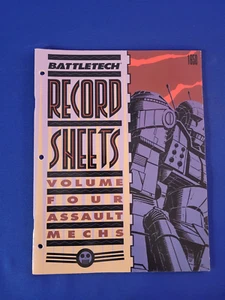 BATTLETECH
RECORD
SHEETS
VOLUME
FOUR
ASSAULT
MECHS